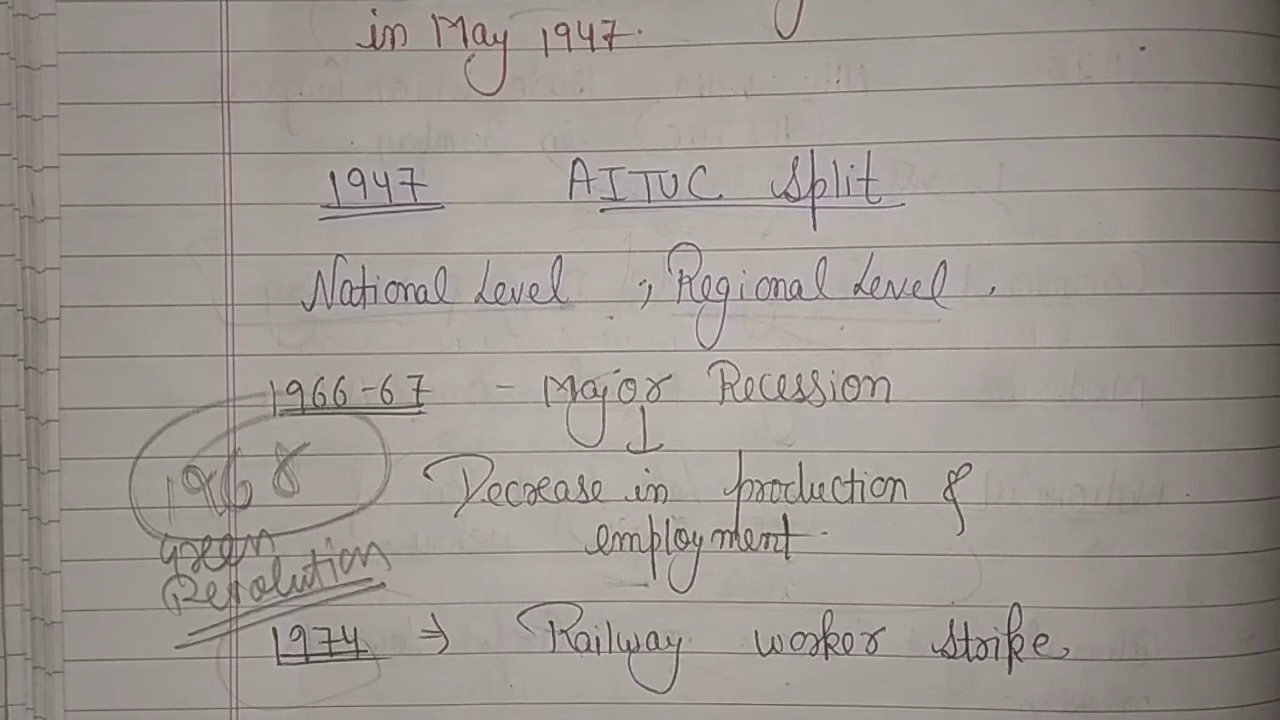 in May 1947.
1947 AITUC Split
National Level , Regional Level .
1966-67 - Major Recession
↓
1968 Decrease in production &
Green employment.
Revolution
1974 ⇒ Railway worker strike,